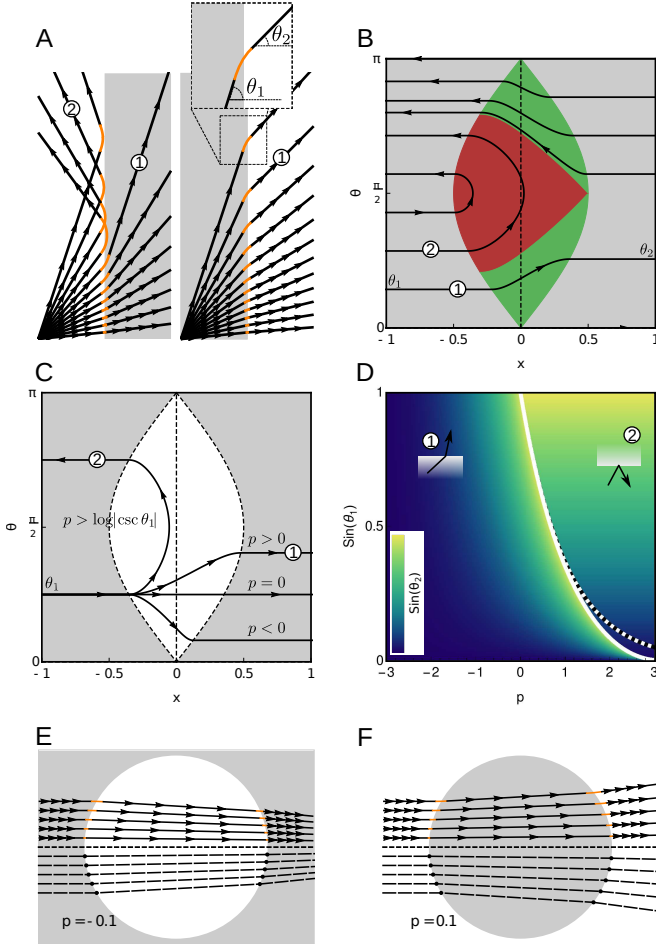 A
②
①
θ₂
θ₁
①
B
π
θ
π/2
0
②
①
θ₁
θ₂
- 1
- 0.5
0
0.5
1
x
C
π
θ
π/2
0
②
p > log|csc θ₁|
p > 0
①
θ₁
p = 0
p < 0
- 1
- 0.5
0
0.5
1
x
D
1
Sin(θ₁)
0.5
0
①
②
Sin(θ₂)
−3
−2
−1
0
1
2
3
p
E
p = - 0.1
F
p = 0.1